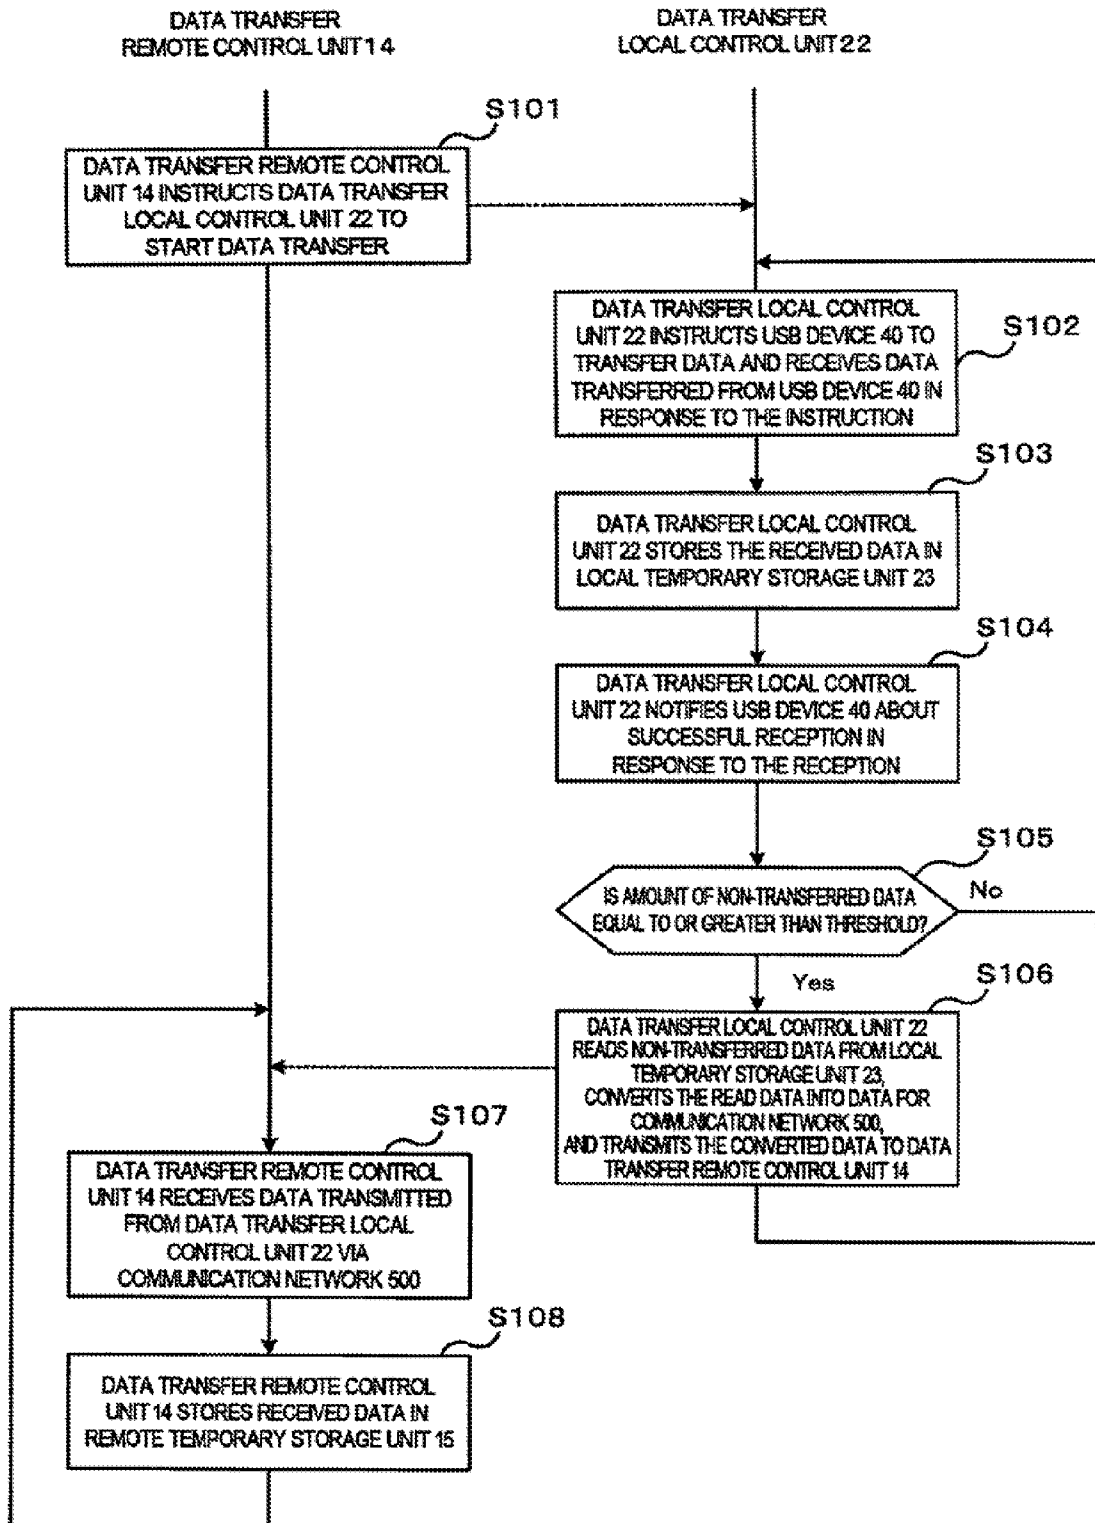 DATA TRANSFER
REMOTE CONTROL UNIT 14
DATA TRANSFER
LOCAL CONTROL UNIT 22
S101
DATA TRANSFER REMOTE CONTROL
UNIT 14 INSTRUCTS DATA TRANSFER
LOCAL CONTROL UNIT 22 TO
START DATA TRANSFER
S102
DATA TRANSFER LOCAL CONTROL
UNIT 22 INSTRUCTS USB DEVICE 40 TO
TRANSFER DATA AND RECEIVES DATA
TRANSFERRED FROM USB DEVICE 40 IN
RESPONSE TO THE INSTRUCTION
S103
DATA TRANSFER LOCAL CONTROL
UNIT 22 STORES THE RECEIVED DATA IN
LOCAL TEMPORARY STORAGE UNIT 23
S104
DATA TRANSFER LOCAL CONTROL
UNIT 22 NOTIFIES USB DEVICE 40 ABOUT
SUCCESSFUL RECEPTION IN
RESPONSE TO THE RECEPTION
S105
IS AMOUNT OF NON-TRANSFERRED DATA
EQUAL TO OR GREATER THAN THRESHOLD?
No
Yes
S106
DATA TRANSFER LOCAL CONTROL UNIT 22
READS NON-TRANSFERRED DATA FROM LOCAL
TEMPORARY STORAGE UNIT 23,
CONVERTS THE READ DATA INTO DATA FOR
COMMUNICATION NETWORK 500,
AND TRANSMITS THE CONVERTED DATA TO DATA
TRANSFER REMOTE CONTROL UNIT 14
S107
DATA TRANSFER REMOTE CONTROL
UNIT 14 RECEIVES DATA TRANSMITTED
FROM DATA TRANSFER LOCAL
CONTROL UNIT 22 VIA
COMMUNICATION NETWORK 500
S108
DATA TRANSFER REMOTE CONTROL
UNIT 14 STORES RECEIVED DATA IN
REMOTE TEMPORARY STORAGE UNIT 15